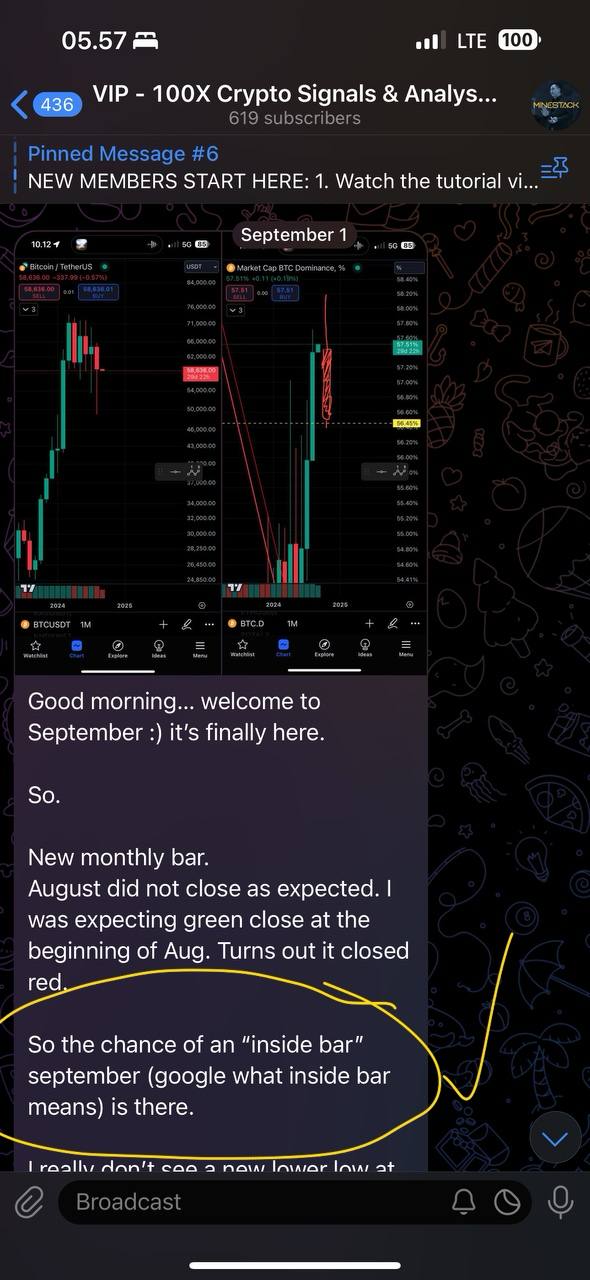 05.57
LTE 100
436
VIP - 100X Crypto Signals & Analys...
619 subscribers
MINESTACK
Pinned Message #6
NEW MEMBERS START HERE: 1. Watch the tutorial vi...
September 1
10.12
5G 85
Bitcoin / TetherUS
USDT
58,636.00 -337.99 (-0.57%)
58,636.00 0.01 58,636.01
SELL BUY
3
84,000.00
76,000.00
71,000.00
66,000.00
62,000.00
58,636.00
29d 22h
54,000.00
50,000.00
46,000.00
43,000.00
37,000.00
34,000.00
31,000.00
28,250.00
26,450.00
24,850.00
2024 2025
BTCUSDT 1M
Watchlist Chart Explore Ideas Menu
5G 85
Market Cap BTC Dominance, %
%
57.51% +0.11 (+0.19%)
57.51 0.00 57.51
SELL BUY
3
58.40%
58.20%
58.00%
57.80%
57.60%
57.51%
29d 22h
57.20%
57.00%
56.80%
56.60%
56.45%
56.20%
56.00%
55.80%
55.60%
55.40%
55.20%
55.00%
54.80%
54.60%
54.41%
2024 2025
BTC.D 1M
Watchlist Chart Explore Ideas Menu
Good morning... welcome to
September :) it's finally here.
So.
New monthly bar.
August did not close as expected. I
was expecting green close at the
beginning of Aug. Turns out it closed
red.
So the chance of an “inside bar”
september (google what inside bar
means) is there.
I really don't see a new lower low at
Broadcast